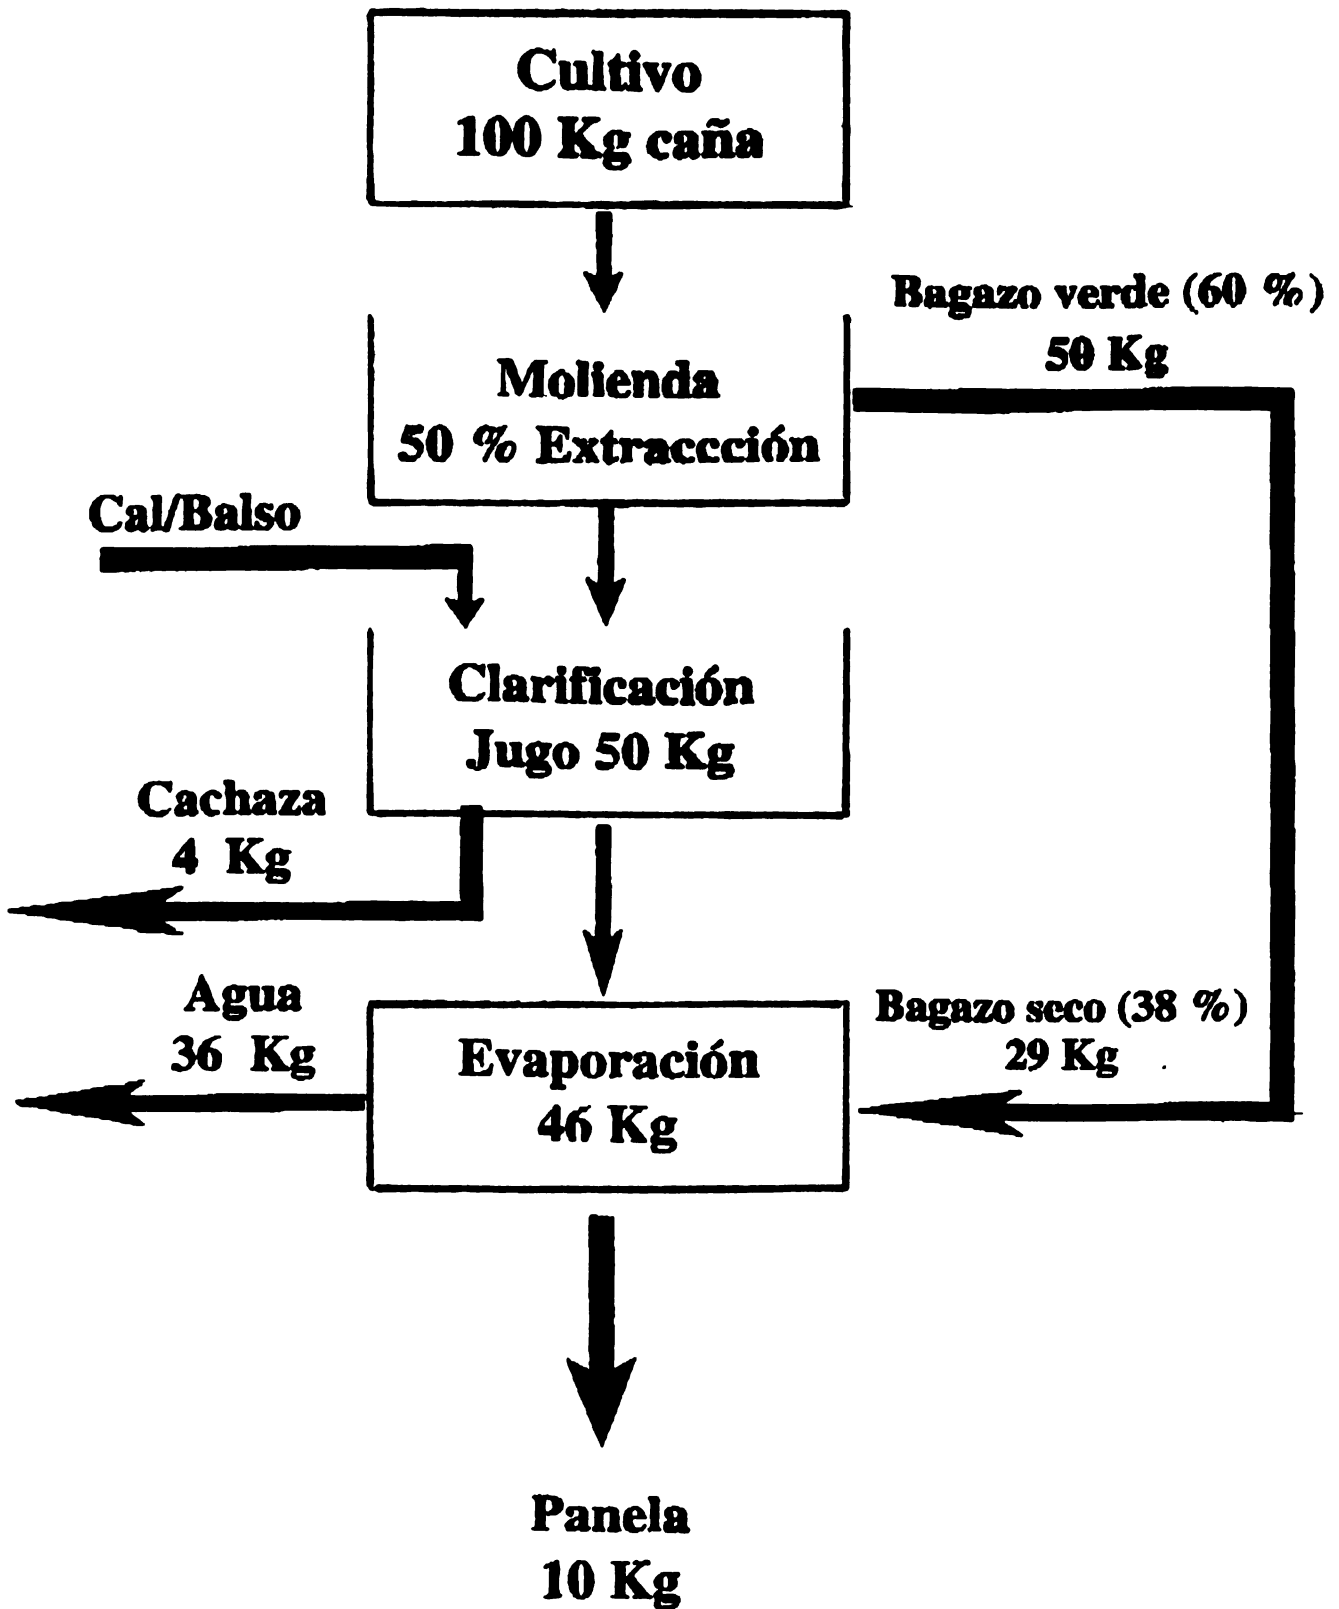 Cultivo
100 Kg caña
Bagazo verde (60 %)
50 Kg
Molienda
50 % Extraccción
Cal/Balso
Clarificación
Jugo 50 Kg
Cachaza
4 Kg
Agua
36 Kg
Evaporación
46 Kg
Bagazo seco (38 %)
29 Kg
Panela
10 Kg